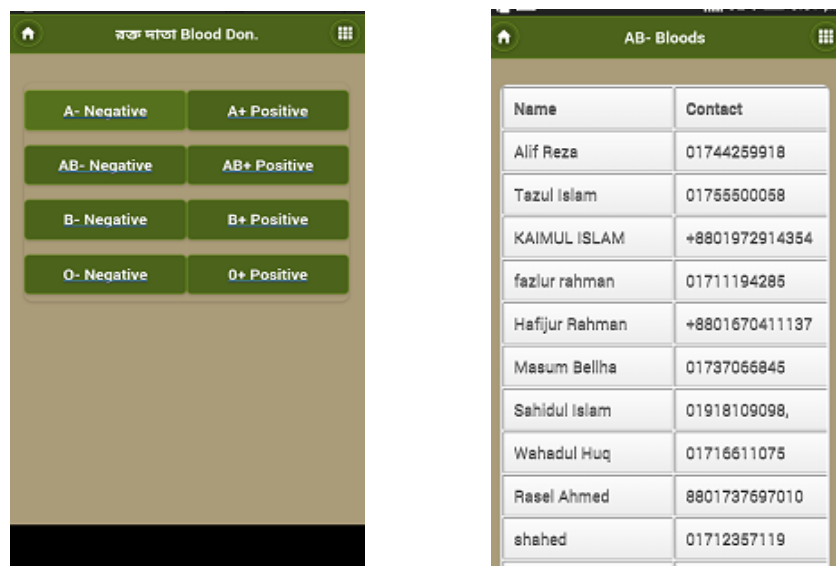 রক্ত দাতা Blood Don.
A- Negative A+ Positive
AB- Negative AB+ Positive
B- Negative B+ Positive
O- Negative 0+ Positive
AB- Bloods
Name Contact
Alif Reza 01744259918
Tazul Islam 01755500058
KAIMUL ISLAM +8801972914354
fazlur rahman 01711194285
Hafijur Rahman +8801670411137
Masum Bellha 01737066845
Sahidul Islam 01918109098,
Wahadul Huq 01716611075
Rasel Ahmed 8801737697010
shahed 01712357119